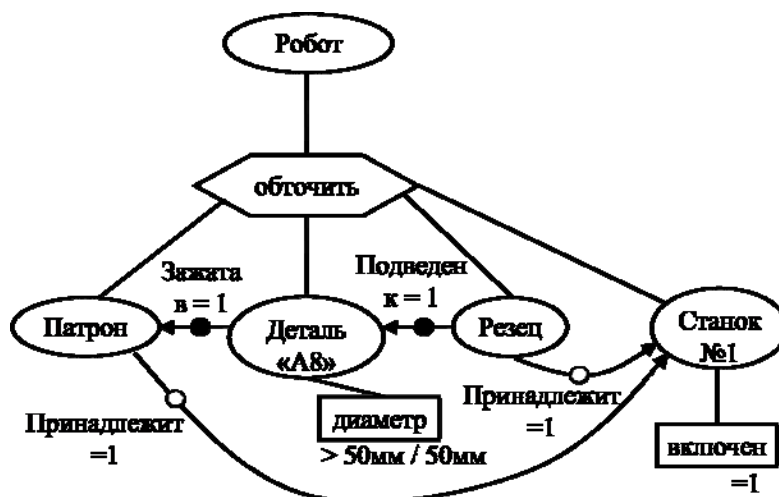 Робот
обточить
Зажата
в = 1
Подведен
к = 1
Патрон
Деталь
«А8»
Резец
Станок
№1
Принадлежит
=1
диаметр
> 50мм / 50мм
Принадлежит
=1
включен
=1